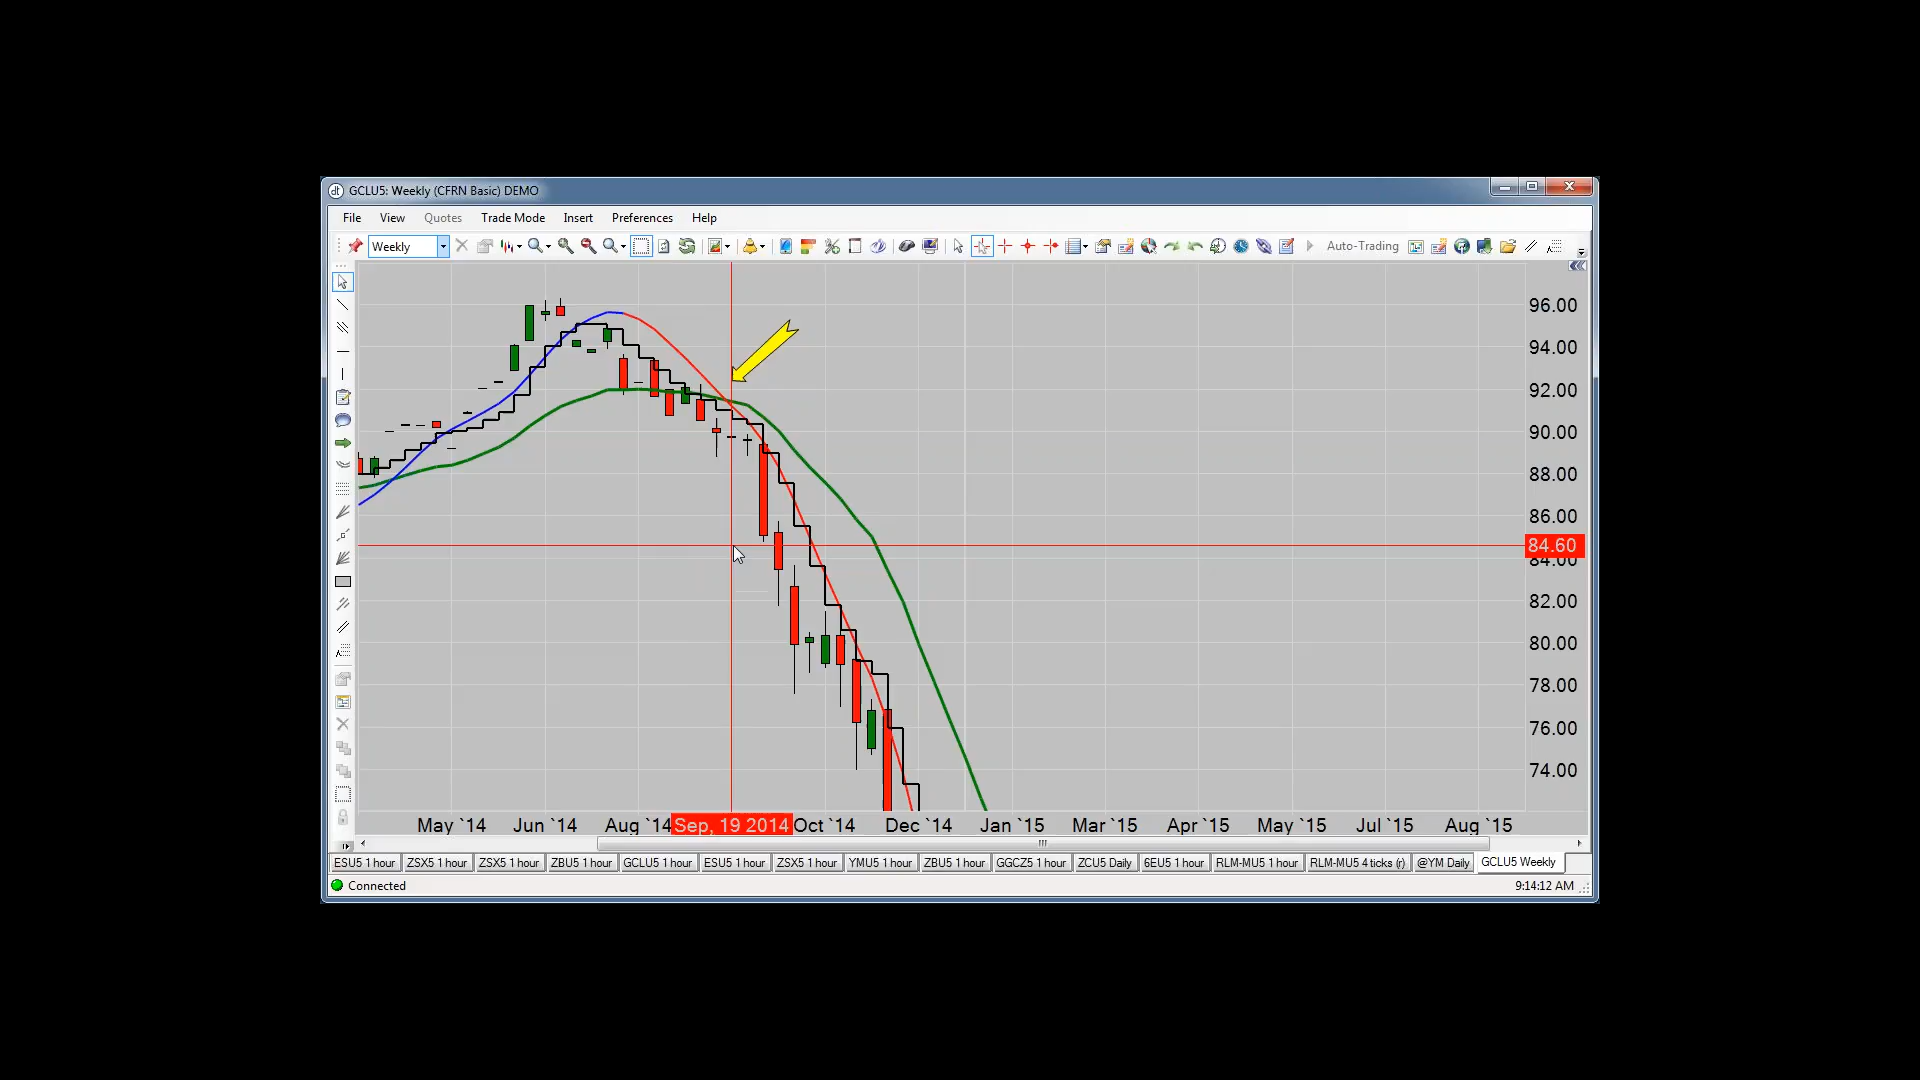 GCLU5: Weekly (CFRN Basic) DEMO
File View Quotes Trade Mode Insert Preferences Help
Weekly Auto-Trading
96.00
94.00
92.00
90.00
88.00
86.00
84.60
84.00
82.00
80.00
78.00
76.00
74.00
May `14 Jun `14 Aug `14 Sep, 19 2014 Oct `14 Dec `14 Jan `15 Mar `15 Apr `15 May `15 Jul `15 Aug `15
ESU5 1 hour ZSX5 1 hour ZSX5 1 hour ZBU5 1 hour GCLU5 1 hour ESU5 1 hour ZSX5 1 hour YMU5 1 hour ZBU5 1 hour GGCZ5 1 hour ZCU5 Daily 6EU5 1 hour RLM-MU5 1 hour RLM-MU5 4 ticks (r) @YM Daily GCLU5 Weekly
Connected 9:14:12 AM